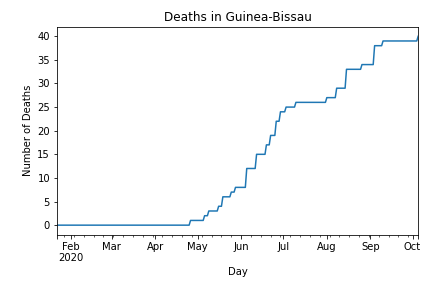 Deaths in Guinea-Bissau
Number of Deaths
40
35
30
25
20
15
10
5
0
Feb Mar Apr May Jun Jul Aug Sep Oct
2020
Day